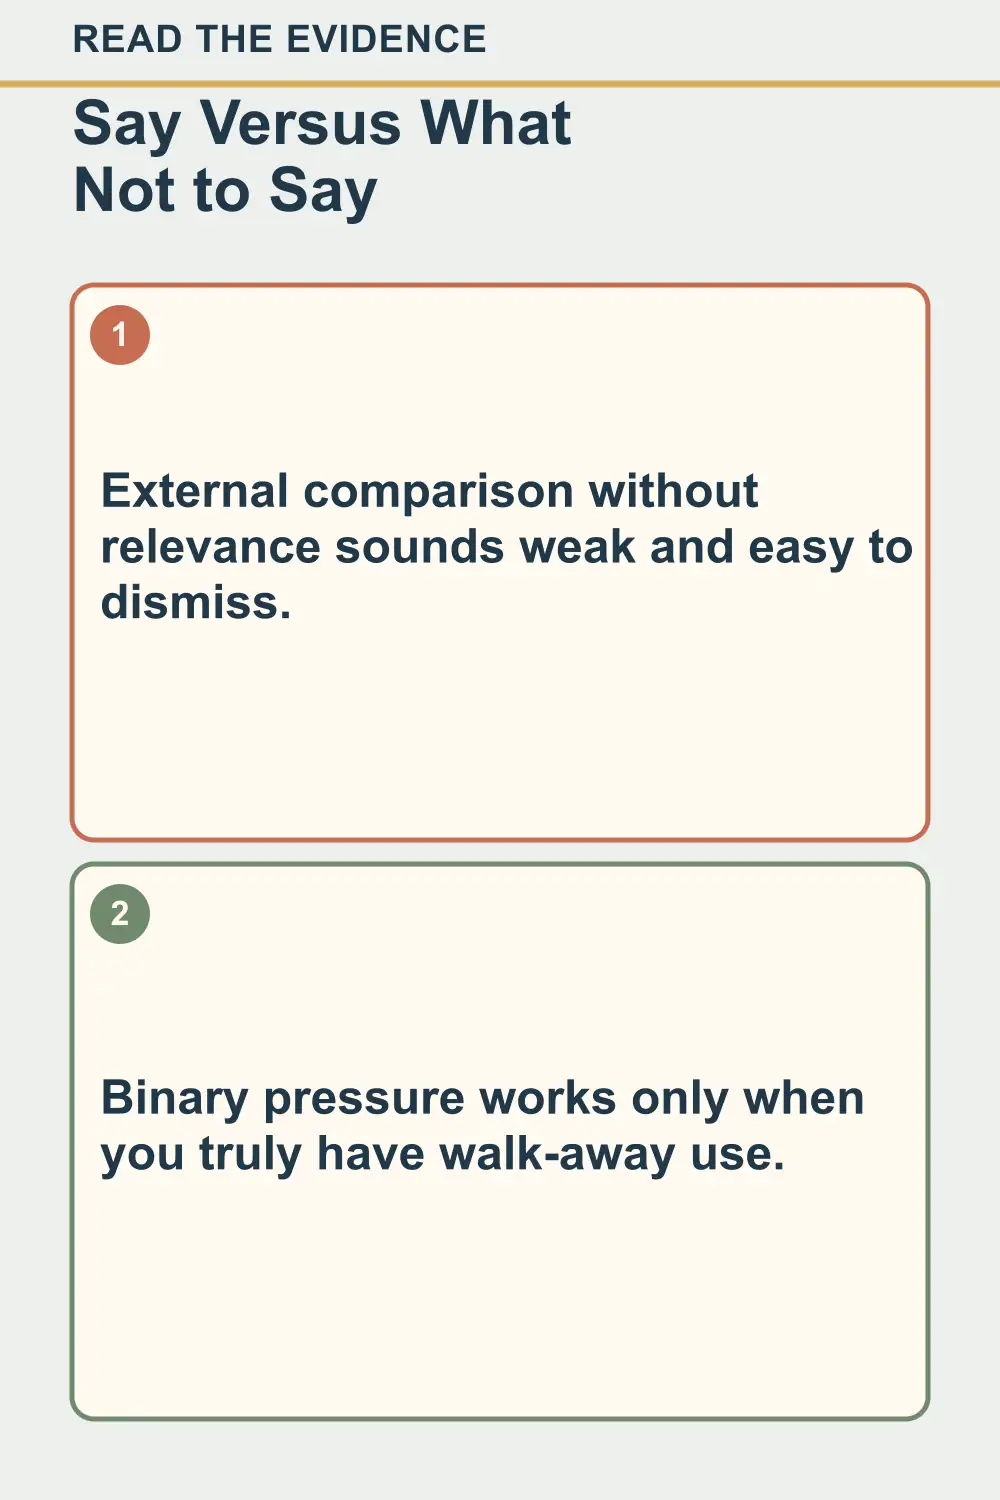 READ THE EVIDENCE
Say Versus What
Not to Say
1
External comparison without
relevance sounds weak and easy to
dismiss.
2
Binary pressure works only when
you truly have walk-away use.